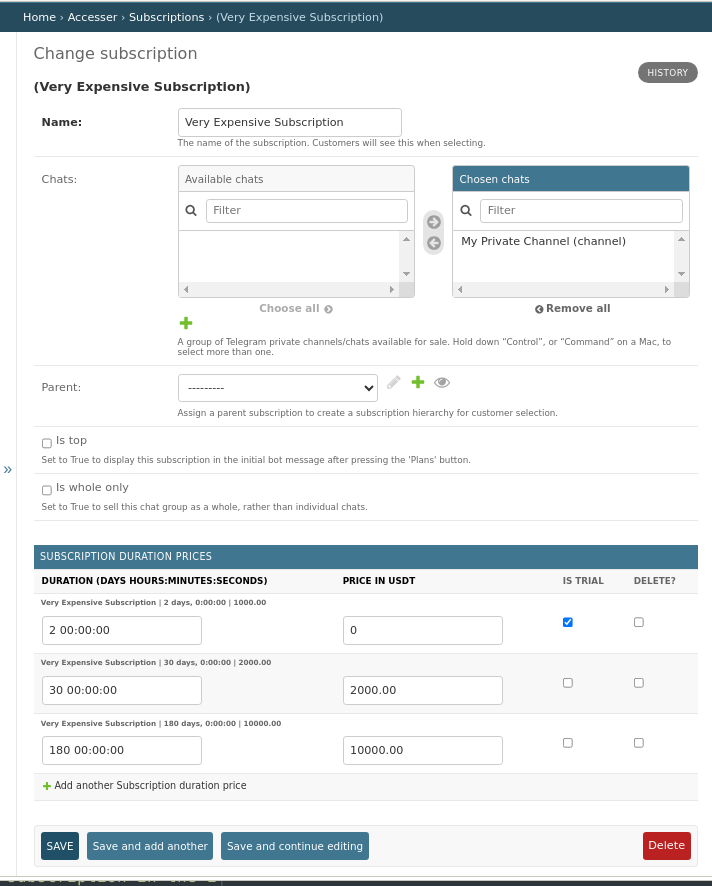 Home › Accesser › Subscriptions › (Very Expensive Subscription)
Change subscription
HISTORY
(Very Expensive Subscription)
Name:
Very Expensive Subscription
The name of the subscription. Customers will see this when selecting.
Chats:
Available chats
Filter
Choose all
Chosen chats
Filter
My Private Channel (channel)
Remove all
A group of Telegram private channels/chats available for sale. Hold down “Control”, or “Command” on a Mac, to
select more than one.
Parent:
---------
Assign a parent subscription to create a subscription hierarchy for customer selection.
»
Is top
Set to True to display this subscription in the initial bot message after pressing the 'Plans' button.
Is whole only
Set to True to sell this chat group as a whole, rather than individual chats.
SUBSCRIPTION DURATION PRICES
DURATION (DAYS HOURS:MINUTES:SECONDS) PRICE IN USDT IS TRIAL DELETE?
Very Expensive Subscription | 2 days, 0:00:00 | 1000.00
2 00:00:00 0
Very Expensive Subscription | 30 days, 0:00:00 | 2000.00
30 00:00:00 2000.00
Very Expensive Subscription | 180 days, 0:00:00 | 10000.00
180 00:00:00 10000.00
Add another Subscription duration price
SAVE Save and add another Save and continue editing Delete